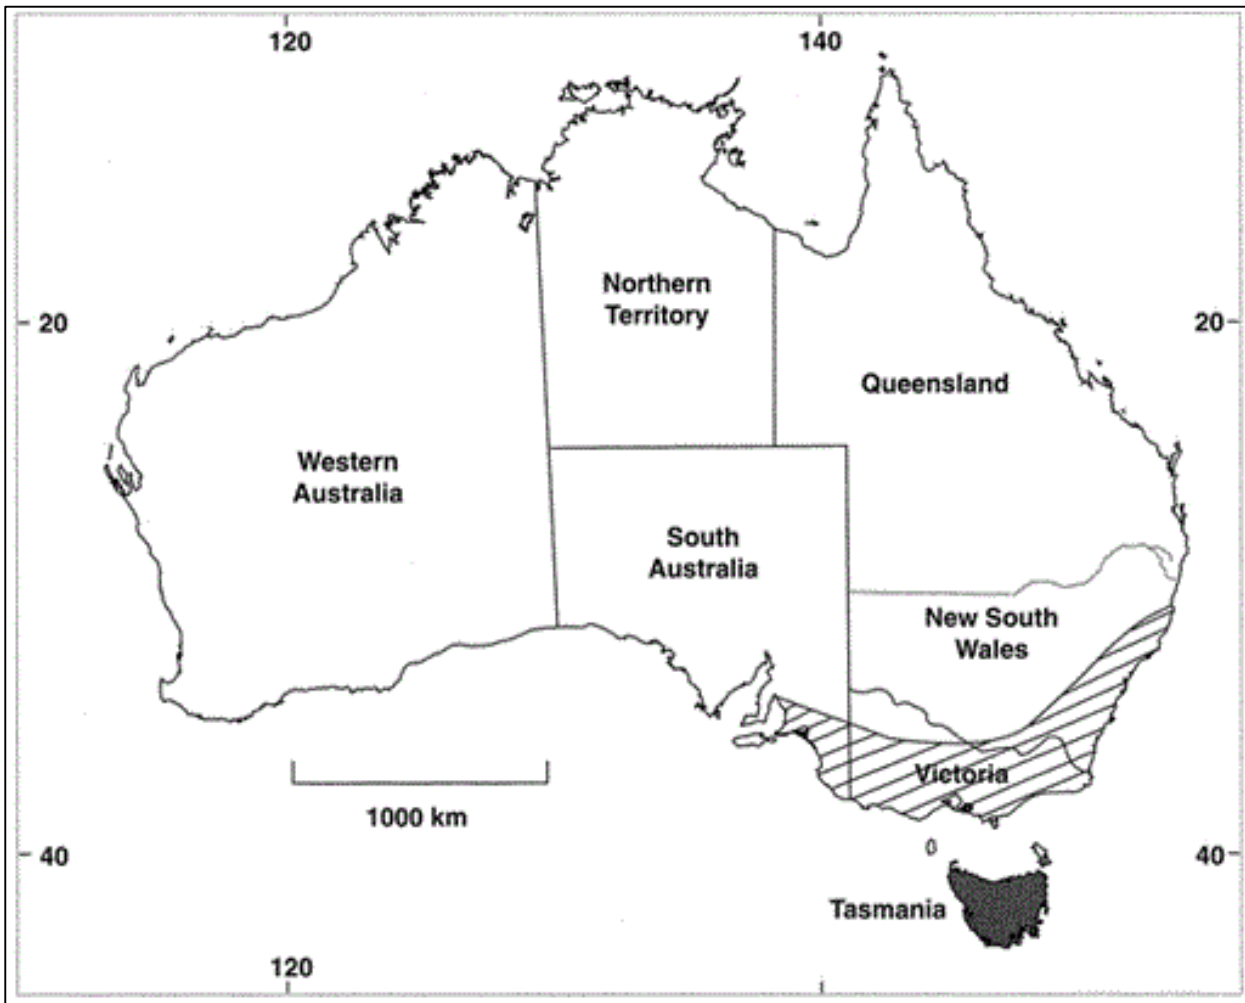 120
140
Northern
Territory
20
20
Queensland
Western
Australia
South
Australia
New South
Wales
Victoria
1000 km
40
40
Tasmania
120